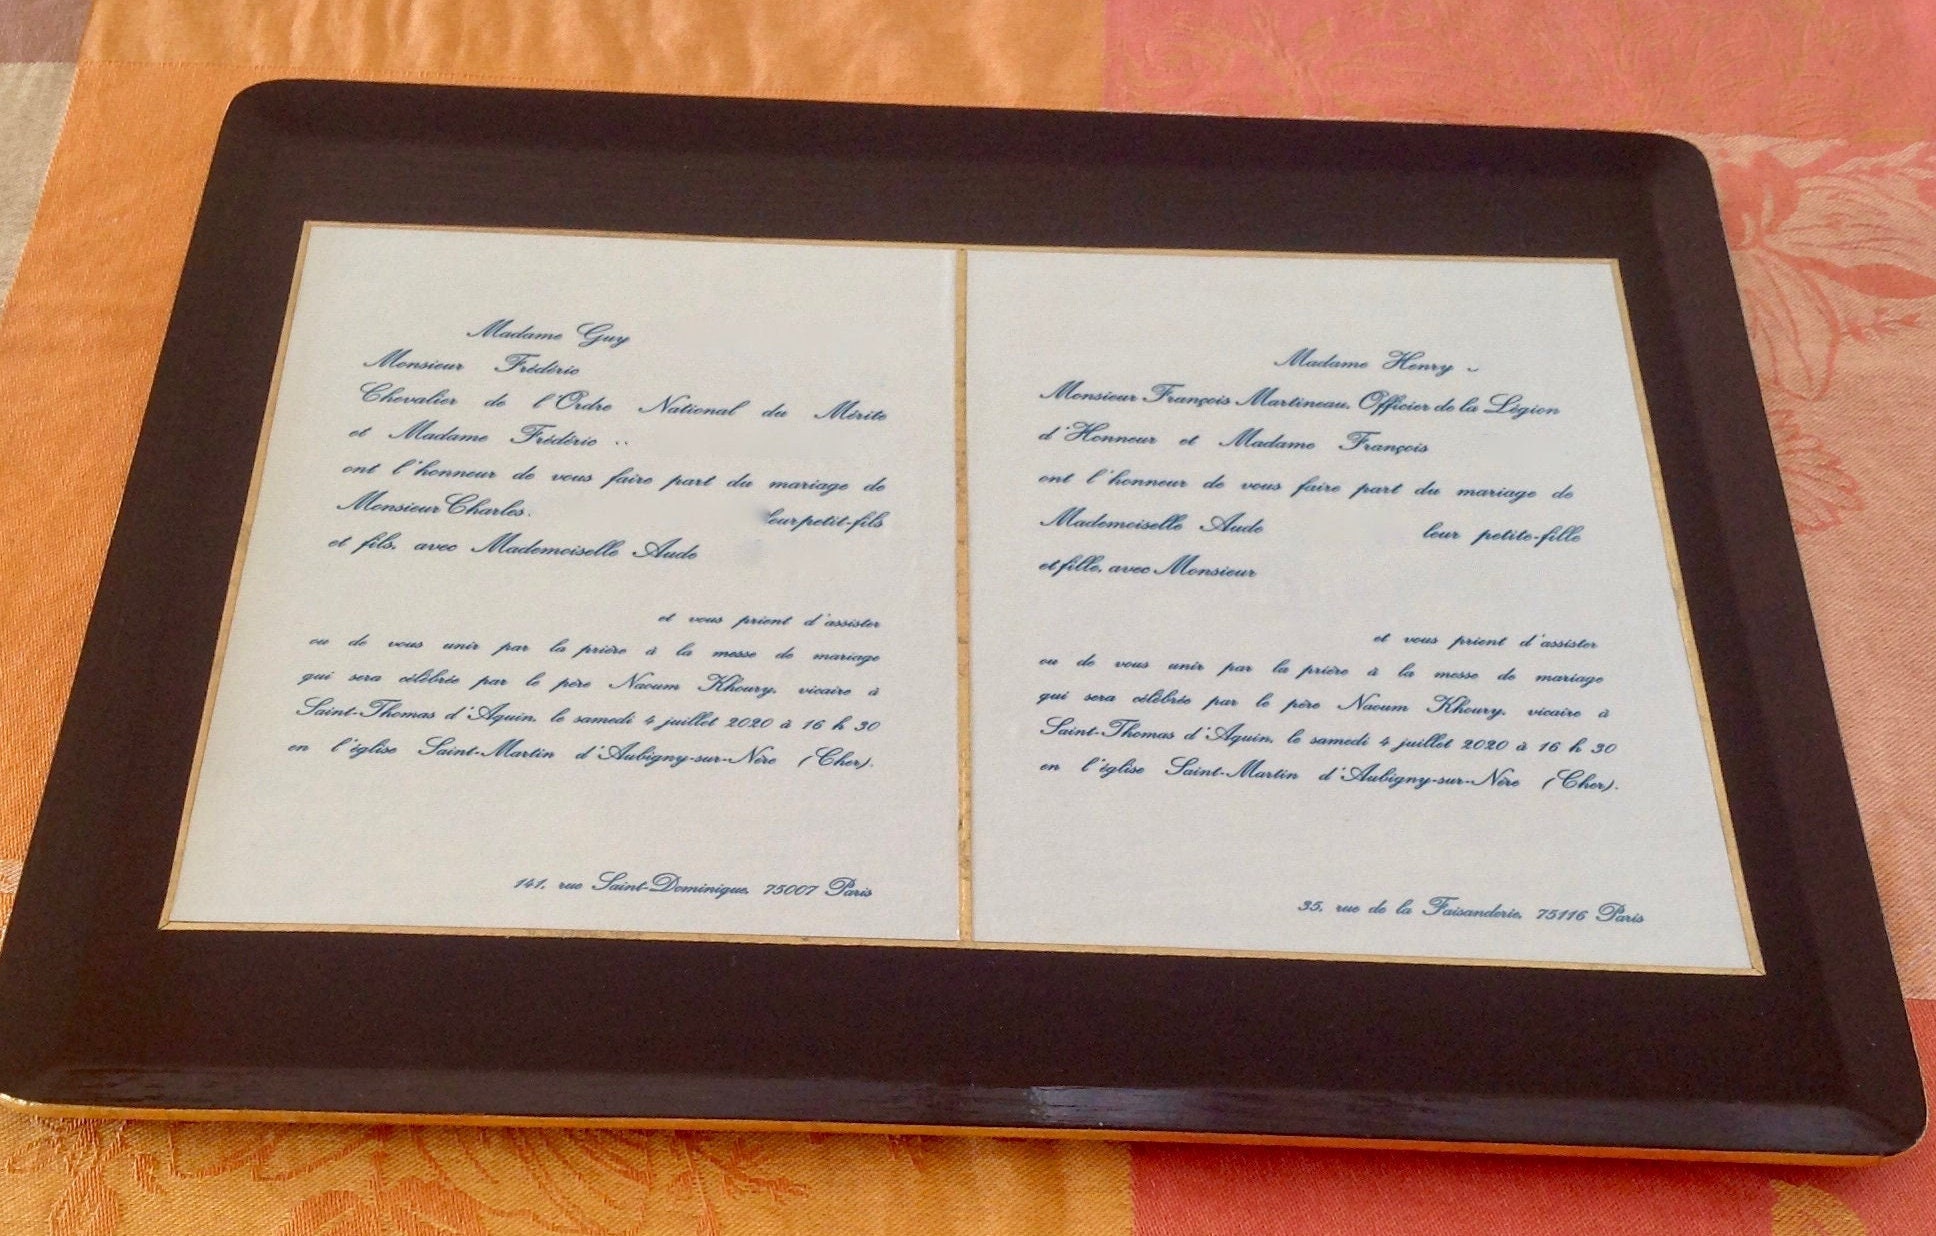 Madame Guy
Monsieur Frédéric
Chevalier de l'Ordre National du Mérite
et Madame Frédéric ..
ont l'honneur de vous faire part du mariage de
Monsieur Charles. leur petit-fils
et fils, avec Mademoiselle Aude
et vous prient d'assister
ou de vous unir par la prière à la messe de mariage
qui sera célébrée par le père Naoum Khoury, vicaire à
Saint-Thomas d'Aquin, le samedi 4 juillet 2020 à 16 h 30
en l'église Saint-Martin d'Aubigny-sur-Nère (Cher).
141, rue Saint-Dominique, 75007 Paris
Madame Henry
Monsieur François Martineau, Officier de la Légion
d'Honneur et Madame François
ont l'honneur de vous faire part du mariage de
Mademoiselle Aude leur petite-fille
et fille, avec Monsieur
et vous prient d'assister
ou de vous unir par la prière à la messe de mariage
qui sera célébrée par le père Naoum Khoury, vicaire à
Saint-Thomas d'Aquin, le samedi 4 juillet 2020 à 16 h 30
en l'église Saint-Martin d'Aubigny-sur-Nère (Cher).
35, rue de la Faisanderie, 75116 Paris